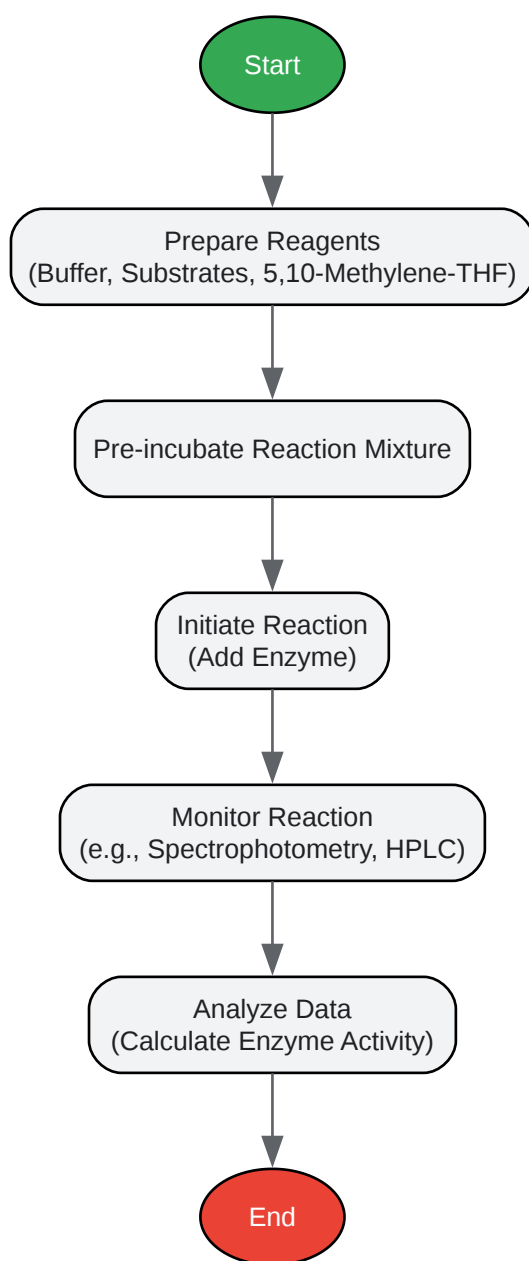 Start
Prepare Reagents
(Buffer, Substrates, 5,10-Methylene-THF)
Pre-incubate Reaction Mixture
Initiate Reaction
(Add Enzyme)
Monitor Reaction
(e.g., Spectrophotometry, HPLC)
Analyze Data
(Calculate Enzyme Activity)
End